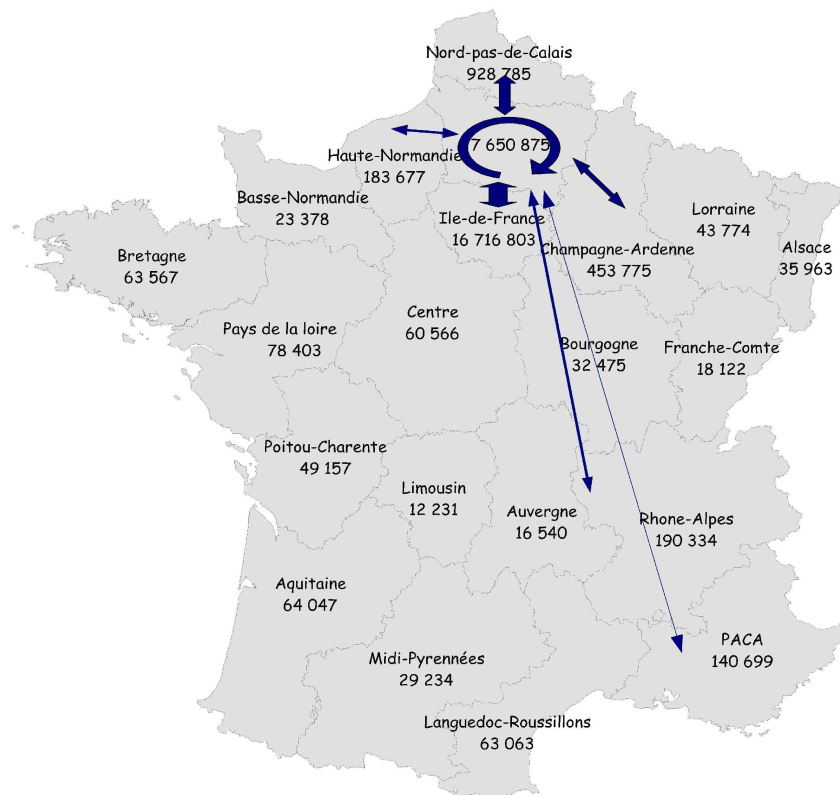 Nord-pas-de-Calais
928 785
7 650 875
Haute-Normandie
183 677
Basse-Normandie
23 378
Ile-de-France
16 716 803
Champagne-Ardenne
453 775
Lorraine
43 774
Alsace
35 963
Bretagne
63 567
Pays de la loire
78 403
Centre
60 566
Bourgogne
32 475
Franche-Comte
18 122
Poitou-Charente
49 157
Limousin
12 231
Auvergne
16 540
Rhone-Alpes
190 334
Aquitaine
64 047
Midi-Pyrennées
29 234
PACA
140 699
Languedoc-Roussillons
63 063